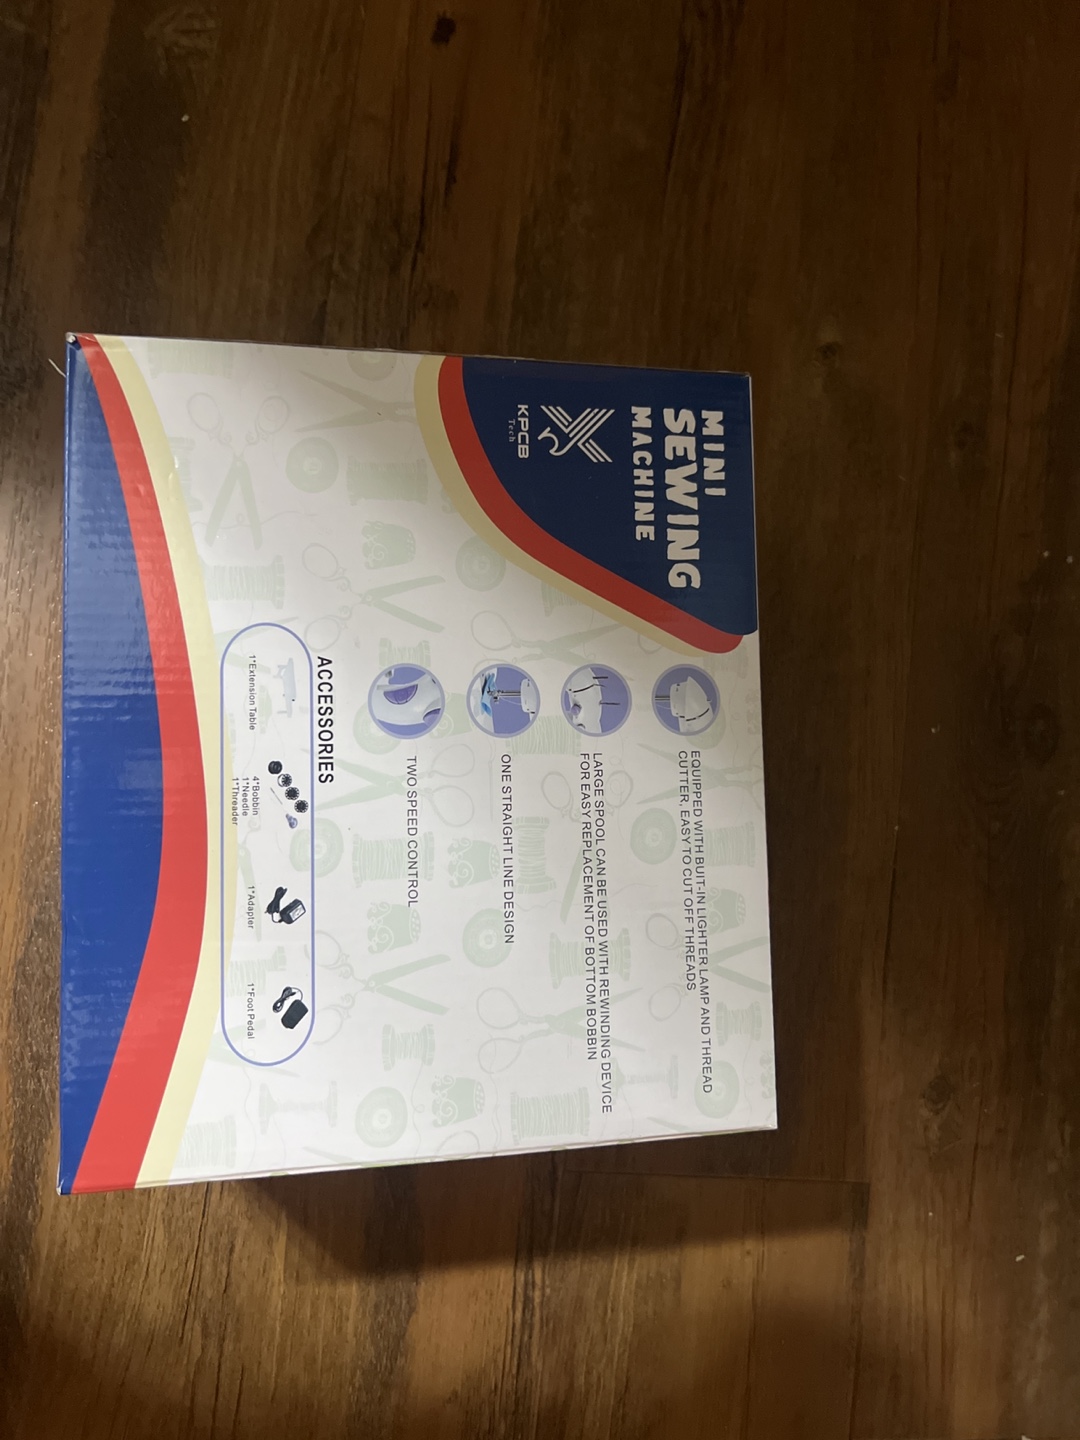 MINI
SEWING
MACHINE
KPCB
Tech
EQUIPPED WITH BUIT-IN LIGHTER LAMP AND THREAD
CUTTER, EASY TO CUT OFF THREADS.
LARGE SPOOL CAN BE USED WITH REWINDING DEVICE
FOR EASY REPLACEMENT OF BOTTOM BOBBIN
ONE STRAIGHT LINE DESIGN
TWO SPEED CONTROL
ACCESSORIES
1*Extension Table
4*Bobbin
1*Needle
1*Threader
1*Adapter
1*Foot Pedal